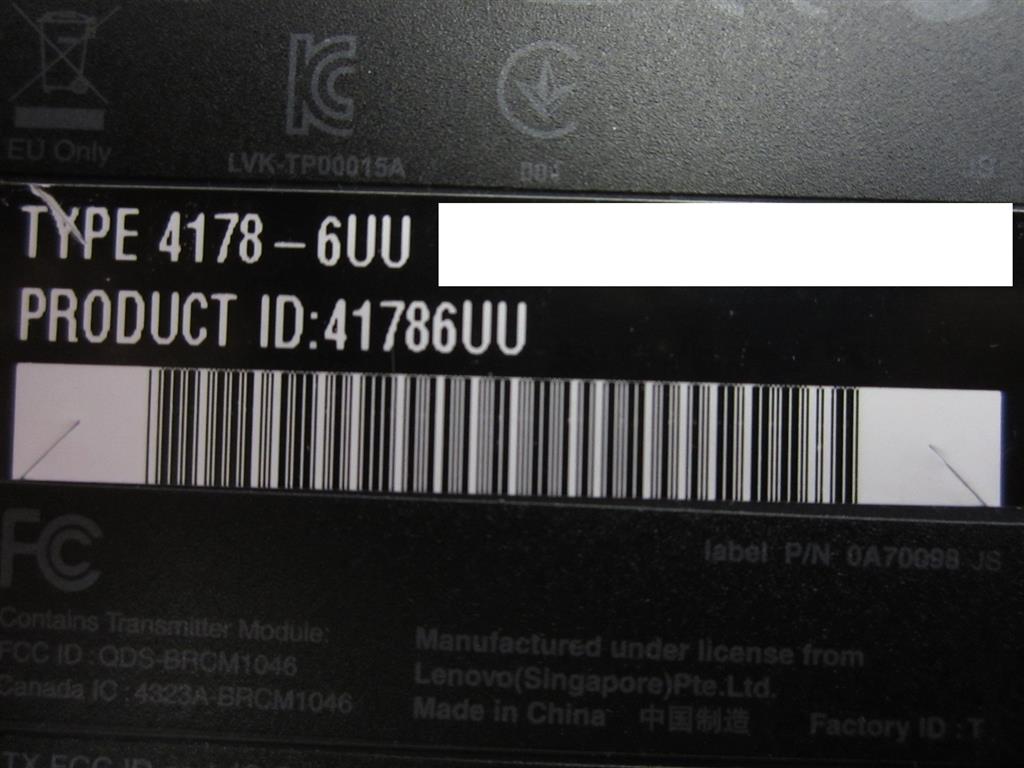 EU Only
LVK-TP00015A
TYPE 4178-6UU
PRODUCT ID:41786UU
FC
label P/N 0A70098 JS
Contains Transmitter Module:
FCC ID : QDS-BRCM1046
Canada IC : 4323A-BRCM1046
Manufactured under license from
Lenovo(Singapore)Pte.Ltd.
Made in China 中国制造 Factory ID : T